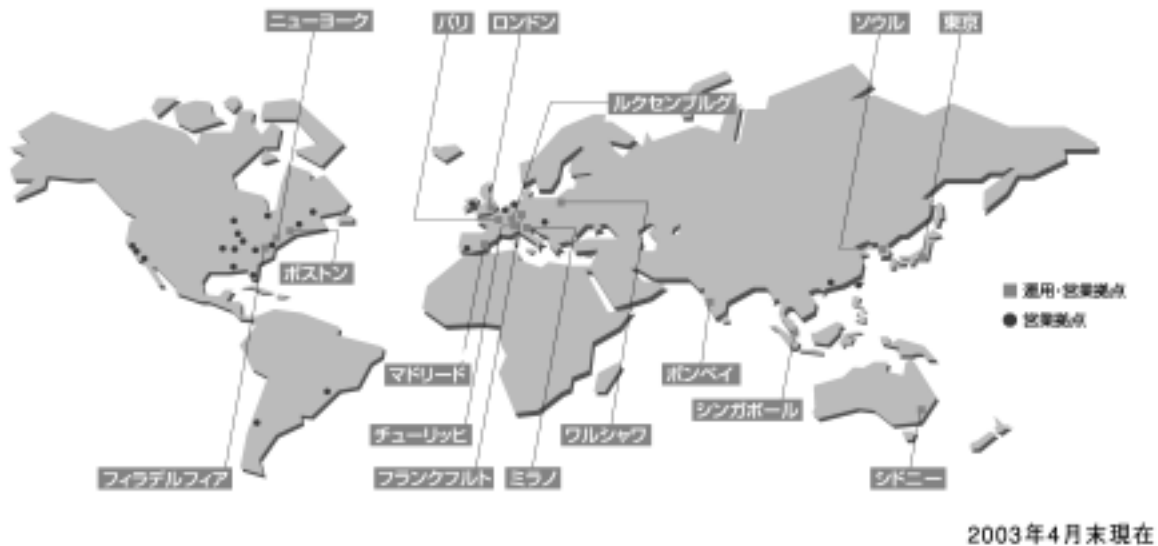 ニューヨーク
パリ
ロンドン
ソウル
東京
ルクセンブルグ
ボストン
■ 運用・営業拠点
● 営業拠点
マドリード
ボンベイ
シンガポール
チューリッヒ
ワルシャワ
フィラデルフィア
フランクフルト
ミラノ
シドニー
2003年4月末現在